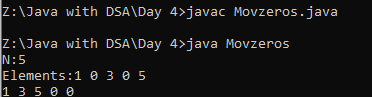 Z:\Java with DSA\Day 4>javac Movzeros.java
Z:\Java with DSA\Day 4>java Movzeros
N:5
Elements:1 0 3 0 5
1 3 5 0 0